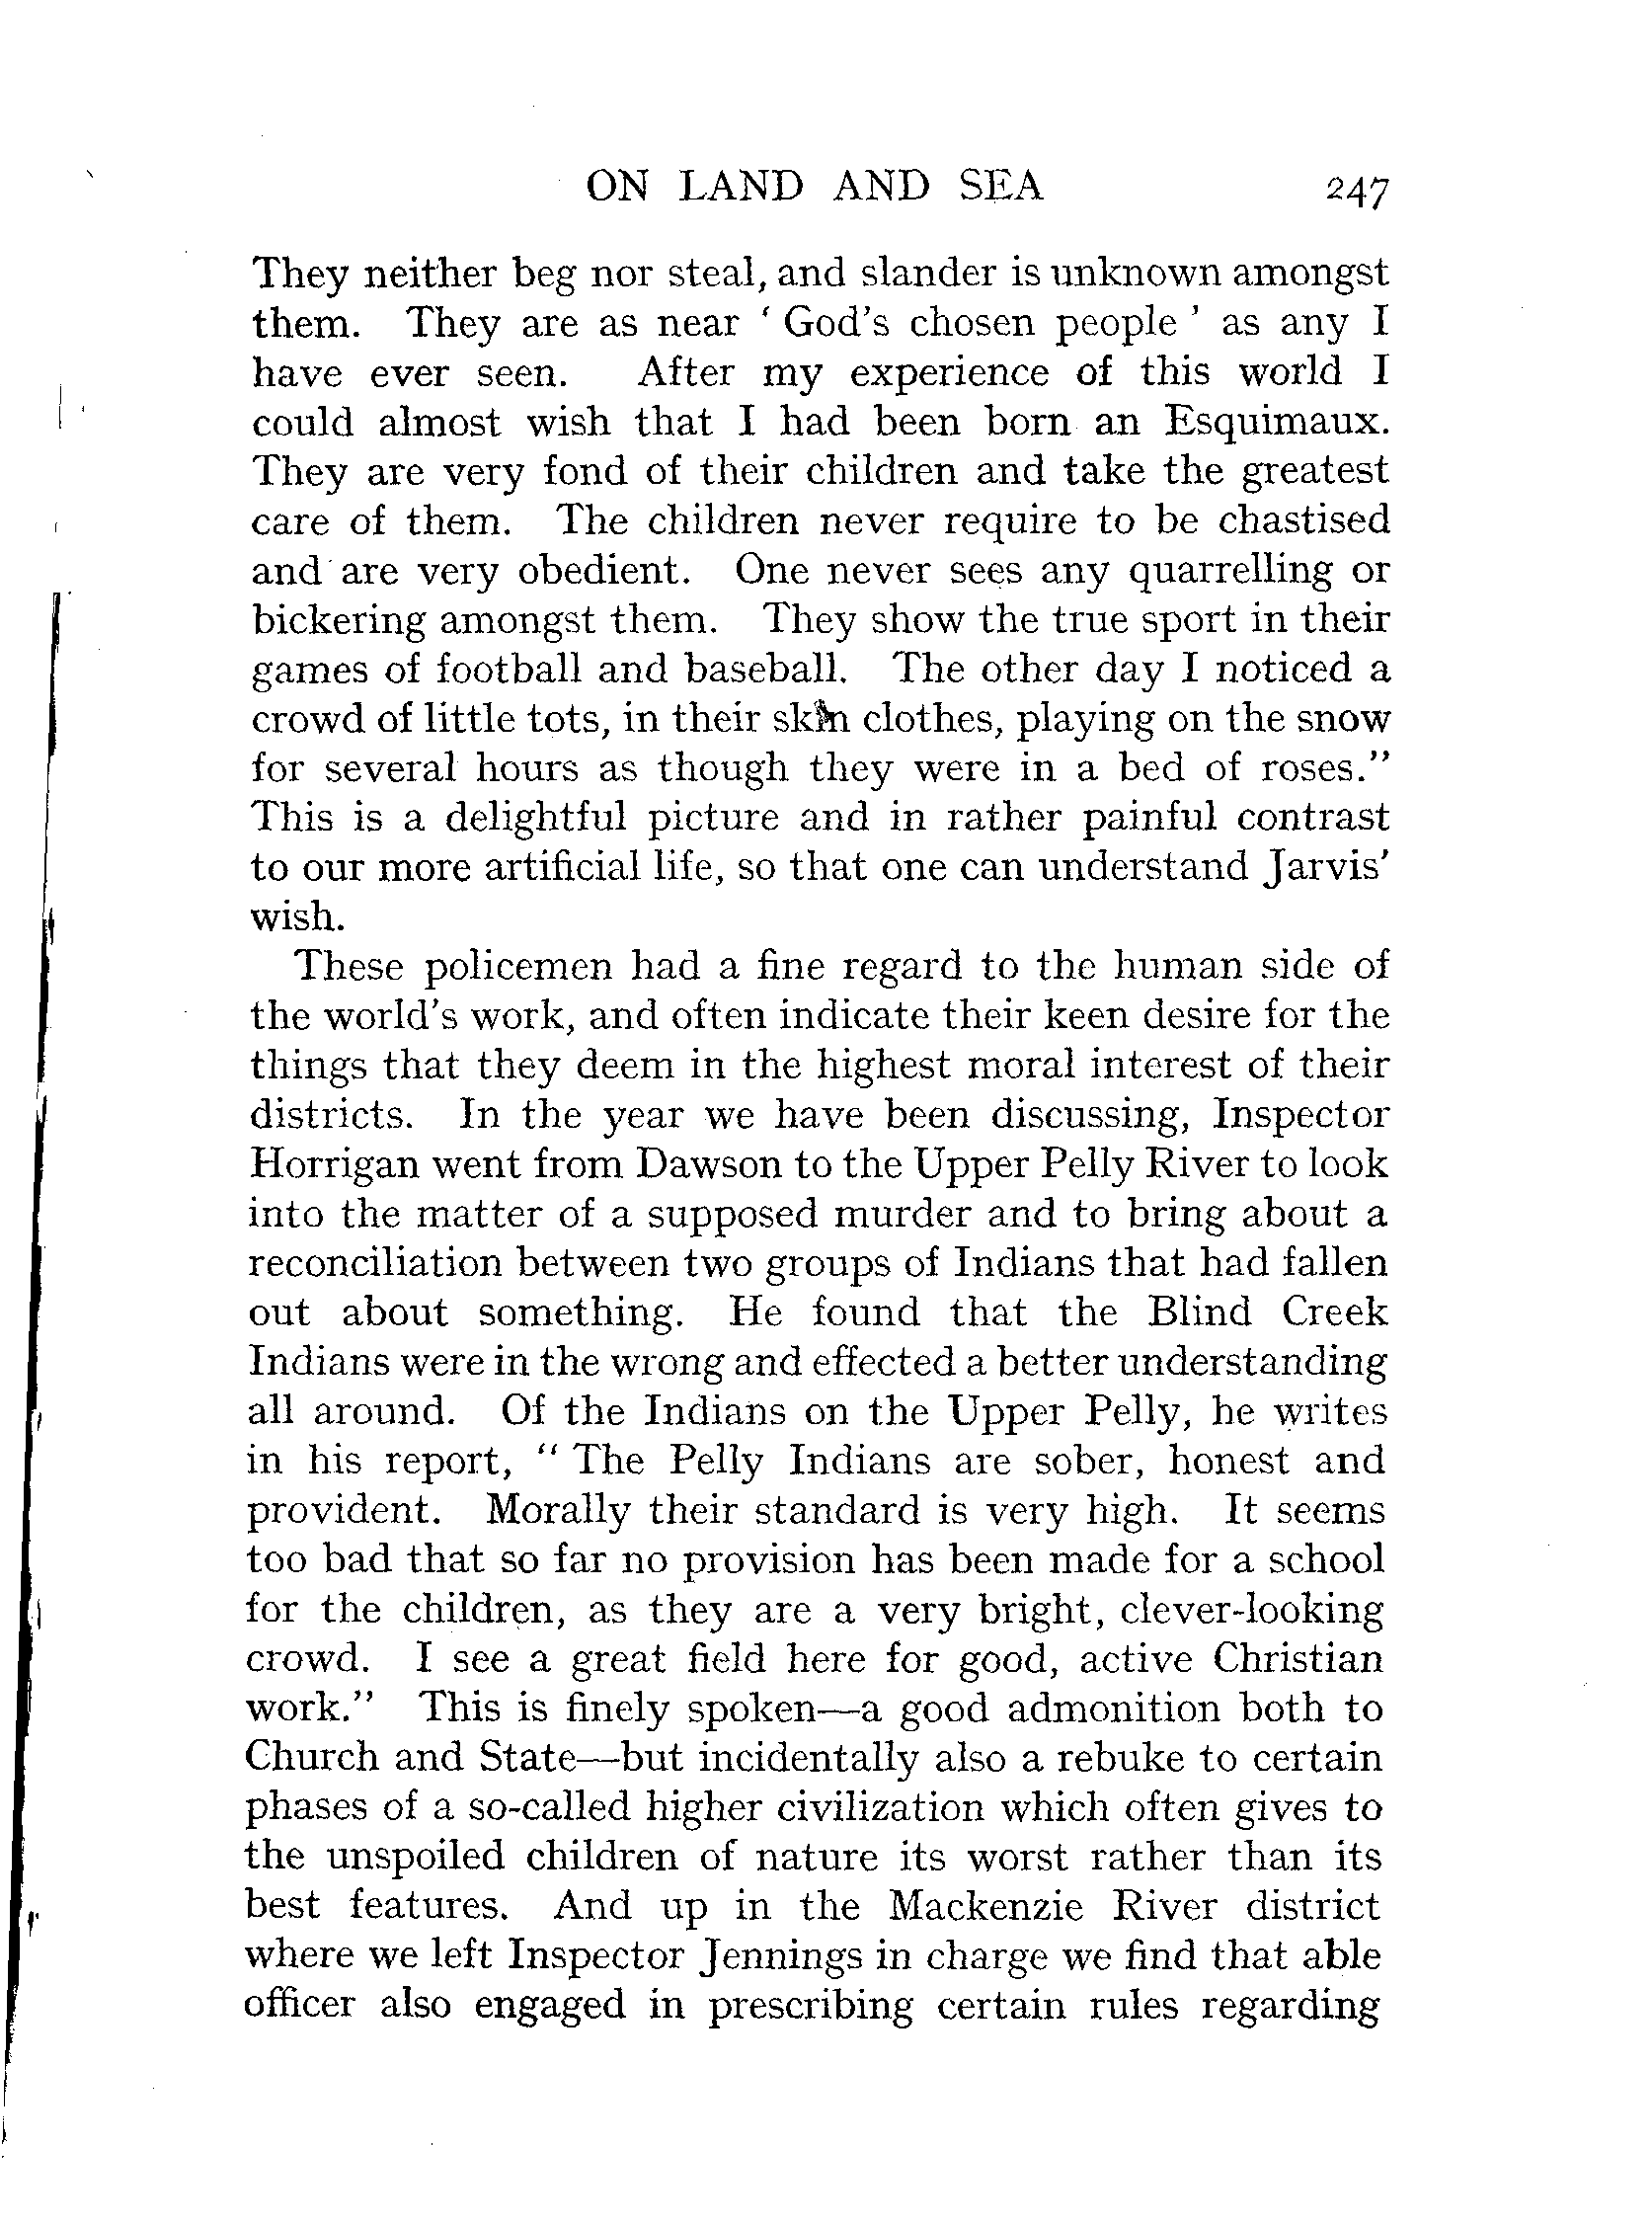 ON LAND AND SEA 247
They neither beg nor steal, and slander is unknown amongst
them. They are as near ‘ God's chosen people ’ as any I
have ever seen. After my experience of this world I
could almost wish that I had been born an Esquimaux.
They are very fond of their children and take the greatest
care of them. The children never require to be chastised
and are very obedient. One never sees any quarrelling or
bickering amongst them. They show the true sport in their
games of football and baseball. The other day I noticed a
crowd of little tots, in their skin clothes, playing on the snow
for several hours as though they were in a bed of roses.”
This is a delightful picture and in rather painful contrast
to our more artificial life, so that one can understand Jarvis'
wish.
These policemen had a fine regard to the human side of
the world's work, and often indicate their keen desire for the
things that they deem in the highest moral interest of their
districts. In the year we have been discussing, Inspector
Horrigan went from Dawson to the Upper Pelly River to look
into the matter of a supposed murder and to bring about a
reconciliation between two groups of Indians that had fallen
out about something. He found that the Blind Creek
Indians were in the wrong and effected a better understanding
all around. Of the Indians on the Upper Pelly, he writes
in his report, “ The Pelly Indians are sober, honest and
provident. Morally their standard is very high. It seems
too bad that so far no provision has been made for a school
for the children, as they are a very bright, clever-looking
crowd. I see a great field here for good, active Christian
work.” This is finely spoken—a good admonition both to
Church and State—but incidentally also a rebuke to certain
phases of a so-called higher civilization which often gives to
the unspoiled children of nature its worst rather than its
best features. And up in the Mackenzie River district
where we left Inspector Jennings in charge we find that able
officer also engaged in prescribing certain rules regarding